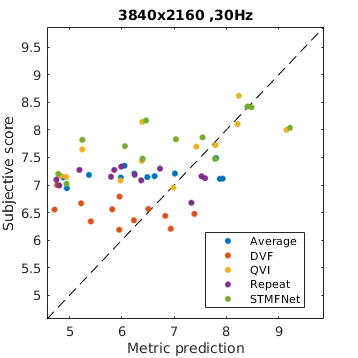 3840x2160 ,30Hz
9.5
9
8.5
8
7.5
7
6.5
6
5.5
5
Subjective score
5
6
7
8
9
Metric prediction
Average
DVF
QVI
Repeat
STMFNet